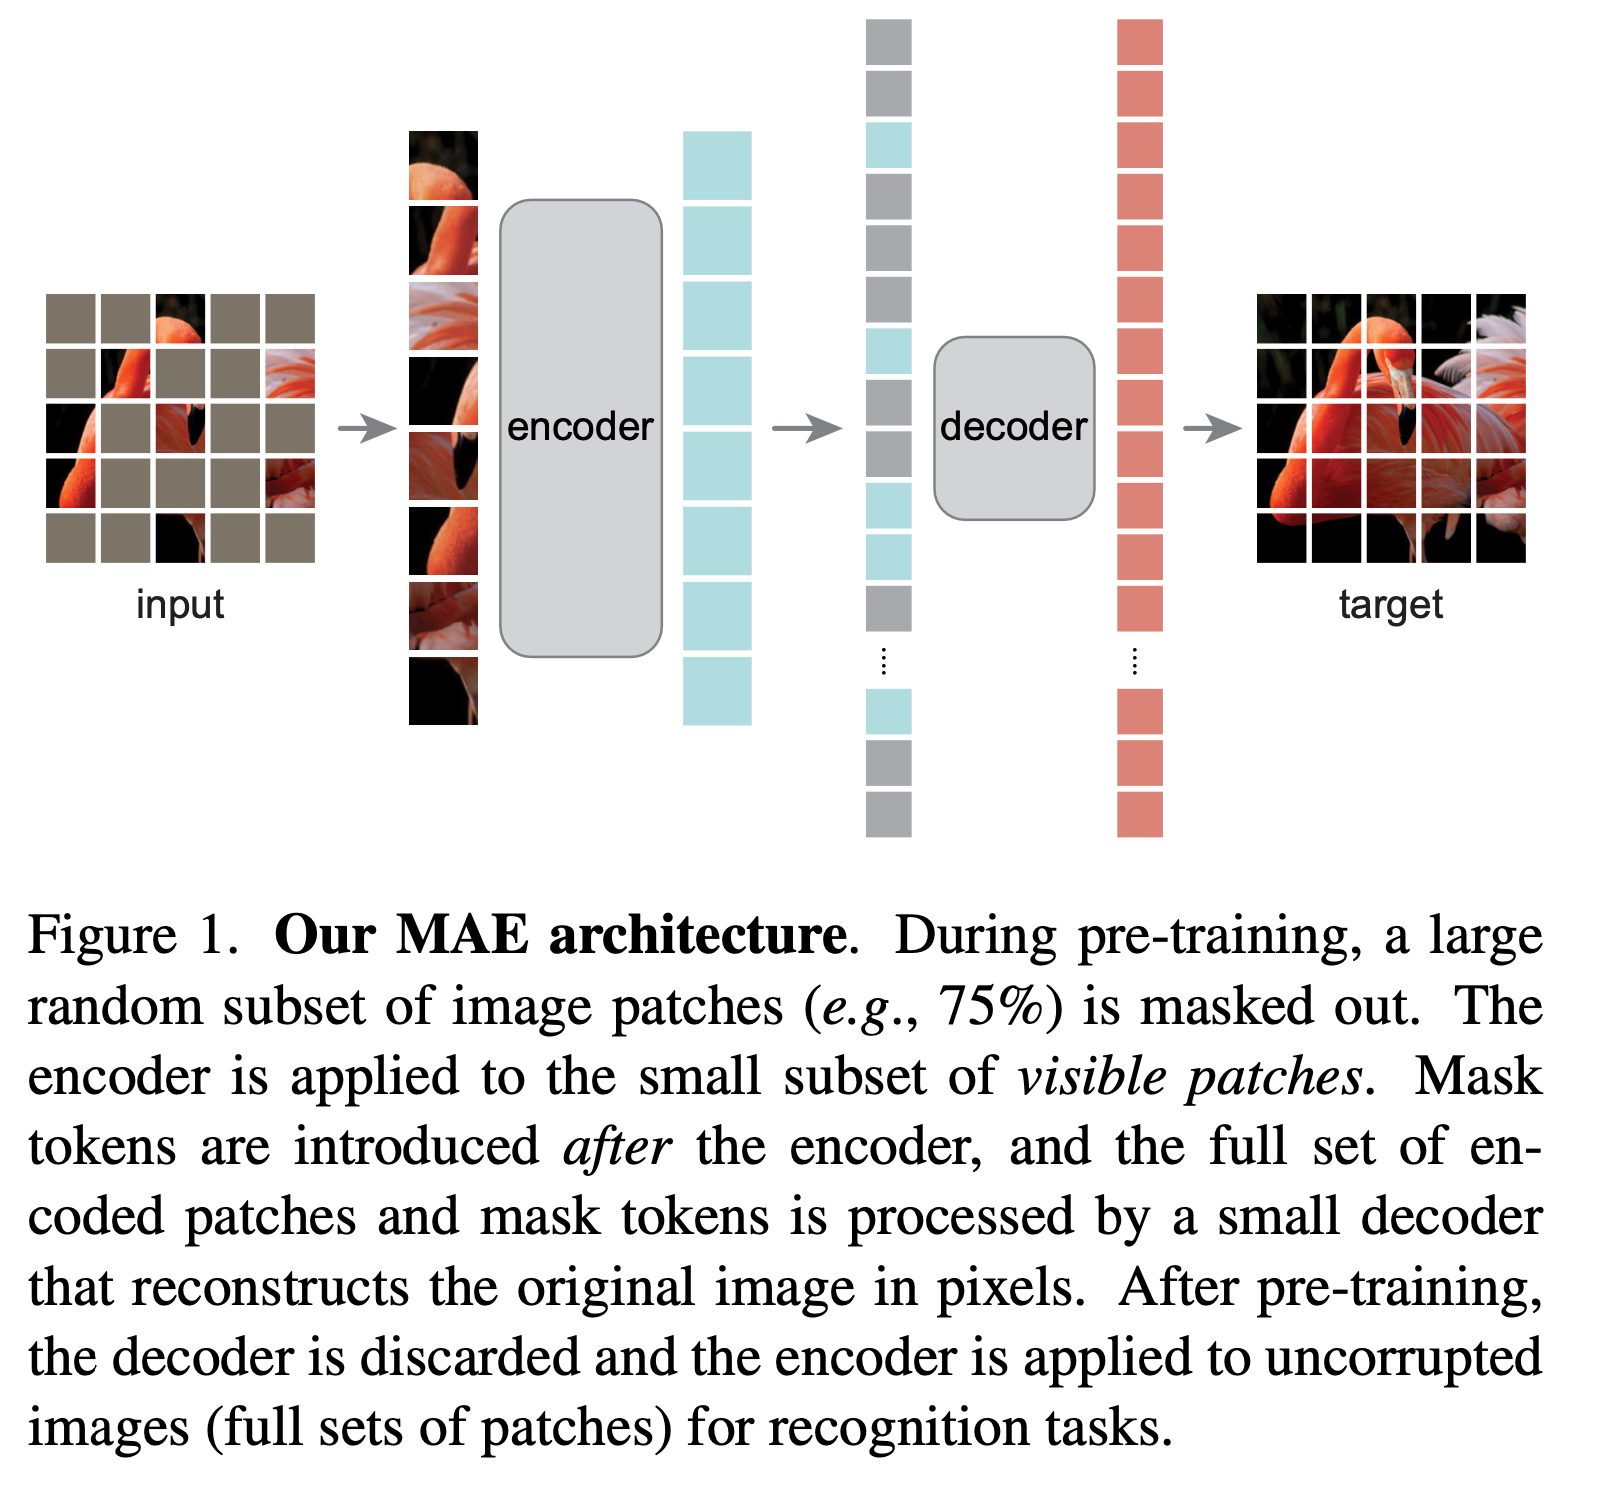 input
encoder
decoder
target
Figure 1. Our MAE architecture. During pre-training, a large
random subset of image patches (e.g., 75%) is masked out. The
encoder is applied to the small subset of visible patches. Mask
tokens are introduced after the encoder, and the full set of en-
coded patches and mask tokens is processed by a small decoder
that reconstructs the original image in pixels. After pre-training,
the decoder is discarded and the encoder is applied to uncorrupted
images (full sets of patches) for recognition tasks.